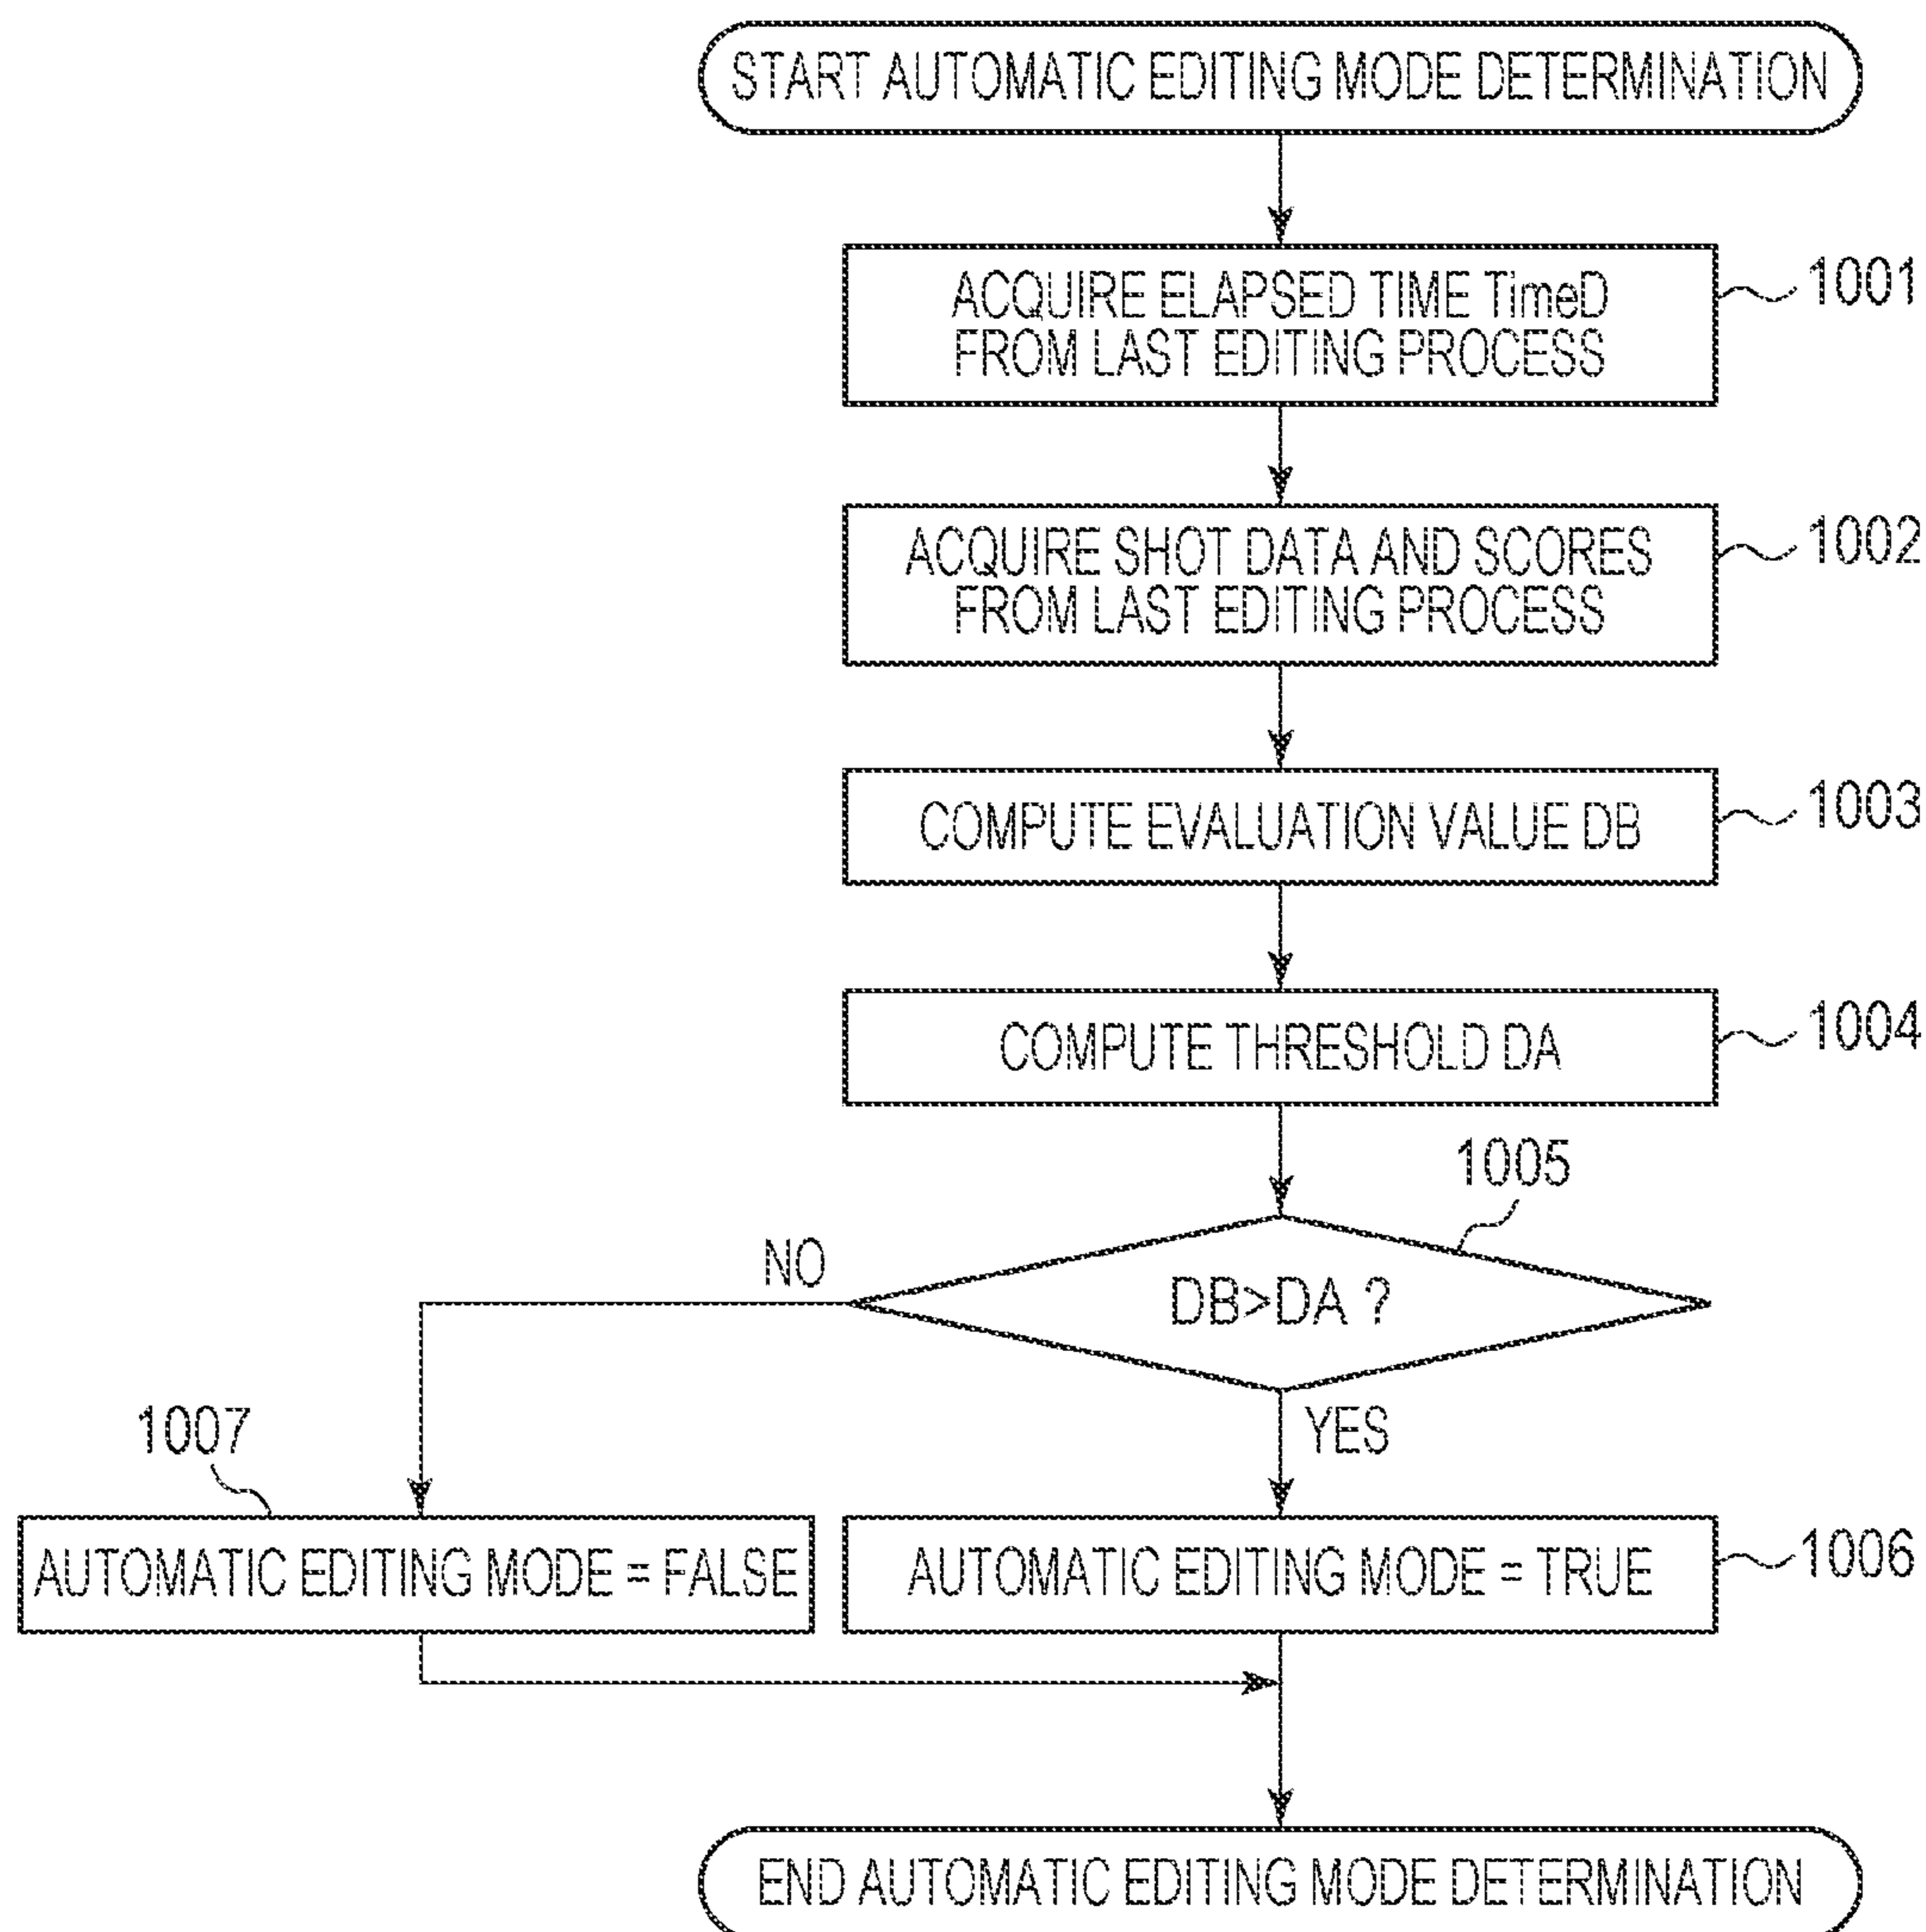 START AUTOMATIC EDITING MODE DETERMINATION
ACQUIRE ELAPSED TIME TimeD
FROM LAST EDITING PROCESS
1001
ACQUIRE SHOT DATA AND SCORES
FROM LAST EDITING PROCESS
1002
COMPUTE EVALUATION VALUE DB
1003
COMPUTE THRESHOLD DA
1004
1005
DB>DA ?
NO
YES
1007
AUTOMATIC EDITING MODE = FALSE
AUTOMATIC EDITING MODE = TRUE
1006
END AUTOMATIC EDITING MODE DETERMINATION